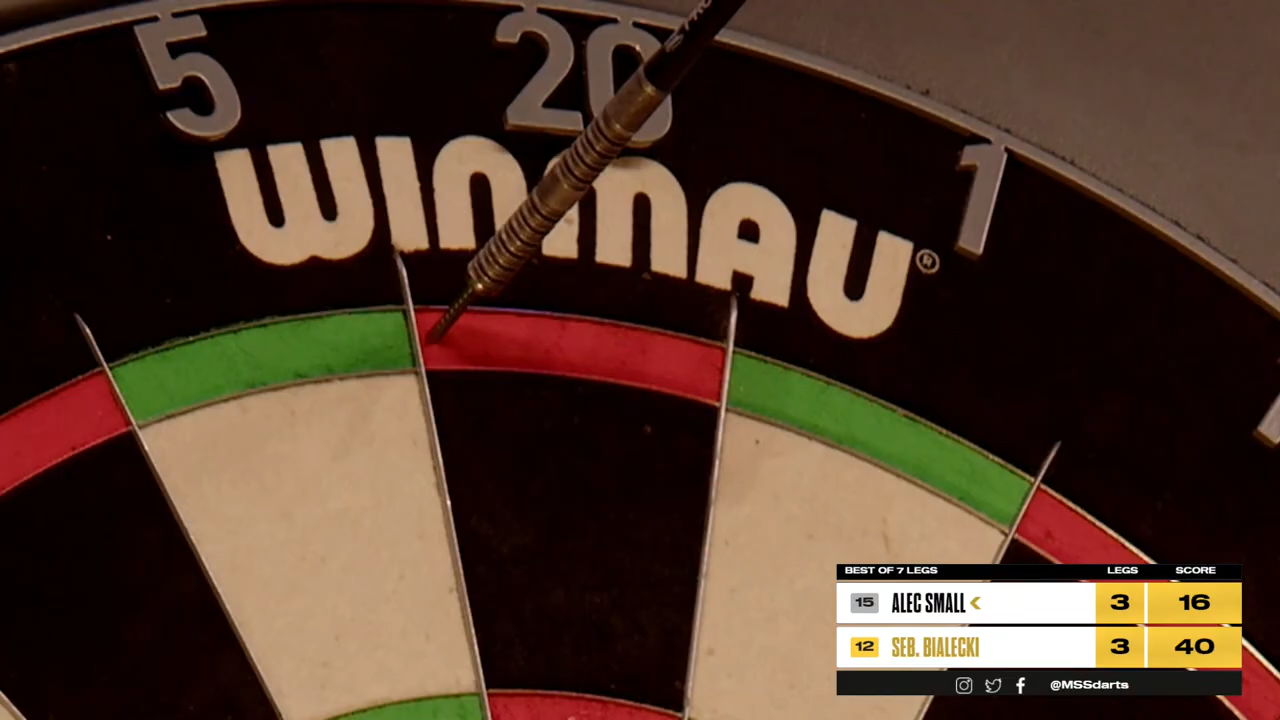 5 20 1
WINMAU®
BEST OF 7 LEGS LEGS SCORE
15 ALEC SMALL 3 16
12 SEB. BIALECKI 3 40
@MSSdarts